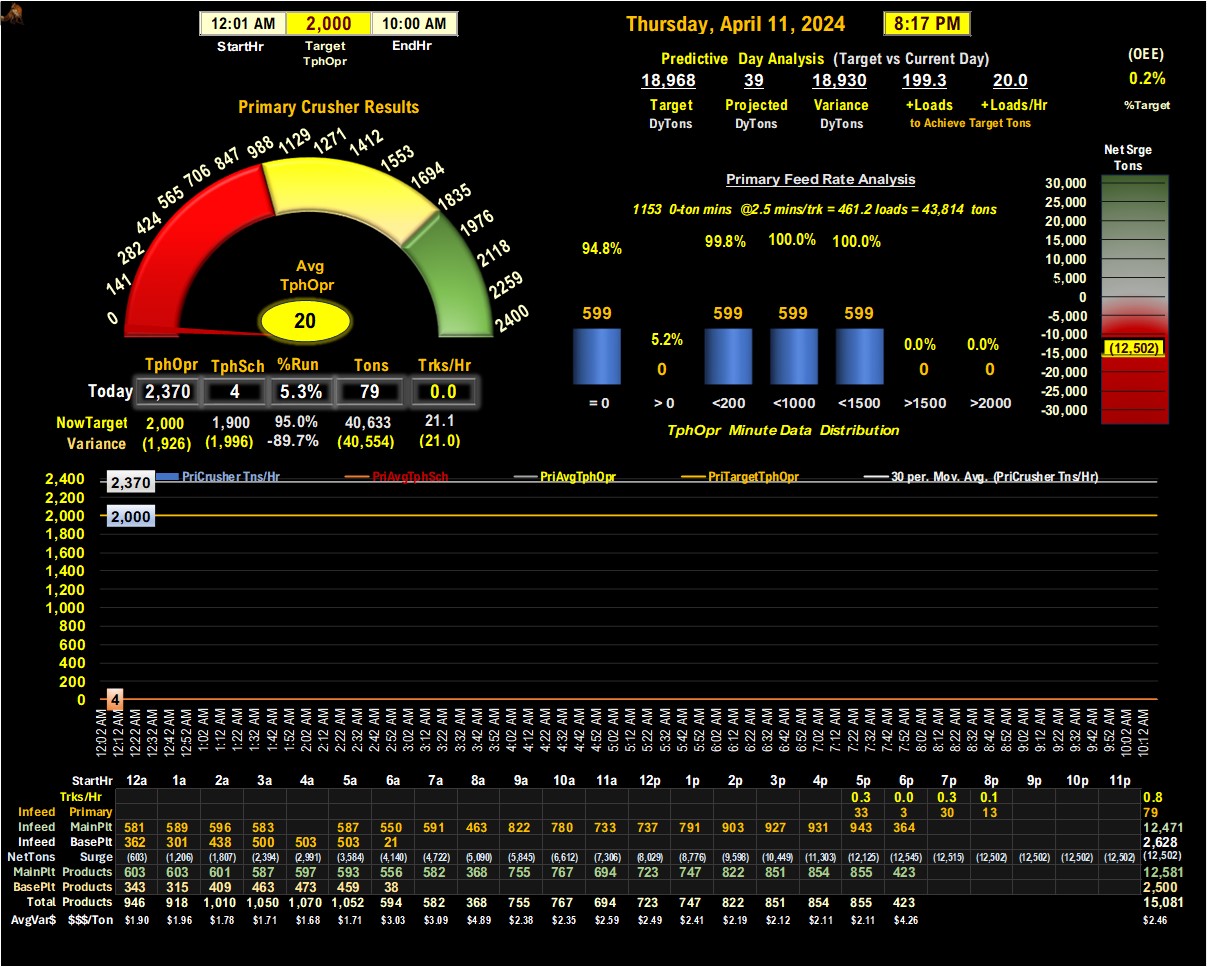 12:01 AM 2,000 10:00 AM
StartHr Target EndHr
TphOpr
Thursday, April 11, 2024 8:17 PM
Predictive Day Analysis (Target vs Current Day)
18,968 39 18,930 199.3 20.0
Target Projected Variance +Loads +Loads/Hr
DyTons DyTons DyTons to Achieve Target Tons
(OEE)
0.2%
%Target
Primary Crusher Results
0 141 282 424 565 706 847 988 1129 1271 1412 1553 1694 1835 1976 2118 2259 2400
Avg
TphOpr
20
TphOpr TphSch %Run Tons Trks/Hr
Today 2,370 4 5.3% 79 0.0
NowTarget 2,000 1,900 95.0% 40,633 21.1
Variance (1,926) (1,996) -89.7% (40,554) (21.0)
Primary Feed Rate Analysis
1153 0-ton mins @2.5 mins/trk = 461.2 loads = 43,814 tons
94.8% 99.8% 100.0% 100.0%
599 599 599 599
5.2% 0.0% 0.0%
0 0 0
= 0 > 0 <200 <1000 <1500 >1500 >2000
TphOpr Minute Data Distribution
Net Srge
Tons
30,000
25,000
20,000
15,000
10,000
5,000
0
-5,000
-10,000
-15,000
-20,000
-25,000
-30,000
(12,502)
PriCrusher Tns/Hr PriAvgTphSch PriAvgTphOpr PriTargetTphOpr 30 per. Mov. Avg. (PriCrusher Tns/Hr)
2,400
2,370
2,200
2,000
2,000
1,800
1,600
1,400
1,200
1,000
800
600
400
200
0
4
12:02 AM 12:12 AM 12:22 AM 12:32 AM 12:42 AM 12:52 AM 1:02 AM 1:12 AM 1:22 AM 1:32 AM 1:42 AM 1:52 AM 2:02 AM 2:12 AM 2:22 AM 2:32 AM 2:42 AM 2:52 AM 3:02 AM 3:12 AM 3:22 AM 3:32 AM 3:42 AM 3:52 AM 4:02 AM 4:12 AM 4:22 AM 4:32 AM 4:42 AM 4:52 AM 5:02 AM 5:12 AM 5:22 AM 5:32 AM 5:42 AM 5:52 AM 6:02 AM 6:12 AM 6:22 AM 6:32 AM 6:42 AM 6:52 AM 7:02 AM 7:12 AM 7:22 AM 7:32 AM 7:42 AM 7:52 AM 8:02 AM 8:12 AM 8:22 AM 8:32 AM 8:42 AM 8:52 AM 9:02 AM 9:12 AM 9:22 AM 9:32 AM 9:42 AM 9:52 AM 10:02 AM 10:12 AM
StartHr 12a 1a 2a 3a 4a 5a 6a 7a 8a 9a 10a 11a 12p 1p 2p 3p 4p 5p 6p 7p 8p 9p 10p 11p
Trks/Hr 0.3 0.0 0.3 0.1 0.8
Infeed Primary 33 3 30 13 79
Infeed MainPlt 581 589 596 583 587 550 591 463 822 780 733 737 791 903 927 931 943 364 12,471
Infeed BasePlt 362 301 438 500 503 503 21 2,628
NetTons Surge (603) (1,206) (1,807) (2,394) (2,991) (3,584) (4,140) (4,722) (5,090) (5,845) (6,612) (7,306) (8,029) (8,776) (9,598) (10,449) (11,303) (12,125) (12,545) (12,515) (12,502) (12,502) (12,502) (12,502) (12,502)
MainPlt Products 603 603 601 587 597 593 556 582 368 755 767 694 723 747 822 851 854 855 423 12,581
BasePlt Products 343 315 409 463 473 459 38 2,500
Total Products 946 918 1,010 1,050 1,070 1,052 594 582 368 755 767 694 723 747 822 851 854 855 423 15,081
AvgVar$ $$$/Ton $1.90 $1.96 $1.78 $1.71 $1.68 $1.71 $3.03 $3.09 $4.89 $2.38 $2.35 $2.59 $2.49 $2.41 $2.19 $2.12 $2.11 $2.11 $4.26 $2.46